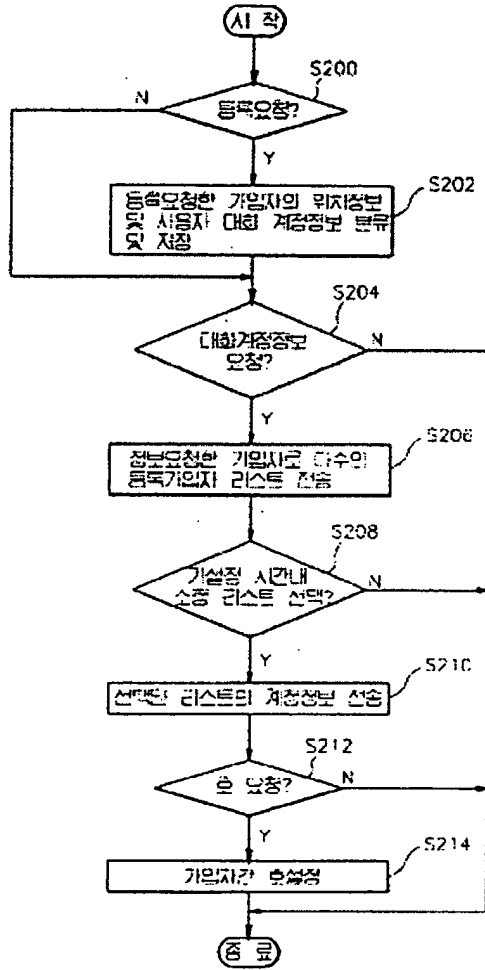 시 작
S200
N
등록요청?
Y
S202
등록요청한 가입자의 위치정보
및 사용자 대화 계정정보 분류
및 저장
S204
대화계정정보
요청?
N
Y
S206
정보요청한 가입자로 다수의
등록가입자 리스트 전송
S208
기설정 시간내
소정 리스트 선택?
N
Y
S210
선택된 리스트의 계정정보 전송
S212
호 요청?
N
Y
S214
가입자간 호설정
종 료